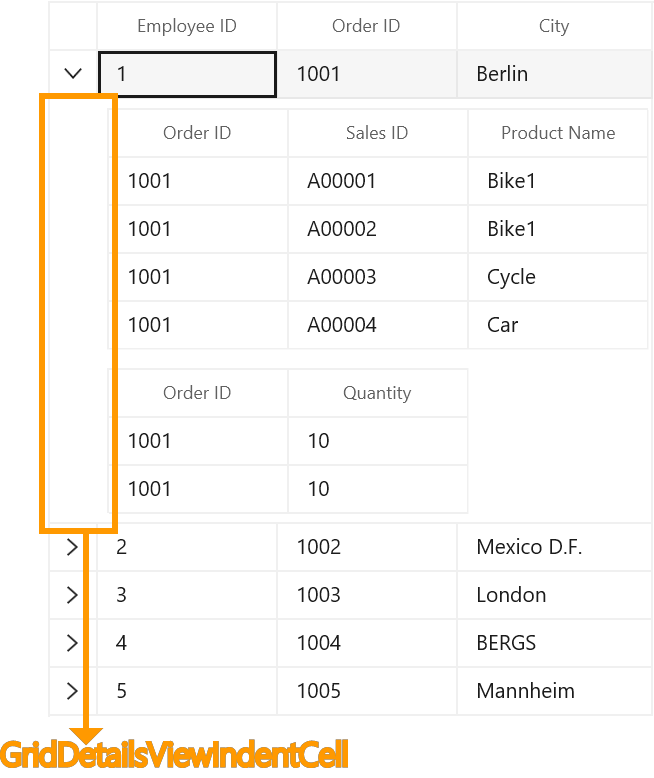 Employee ID Order ID City
1 1001 Berlin
Order ID Sales ID Product Name
1001 A00001 Bike1
1001 A00002 Bike1
1001 A00003 Cycle
1001 A00004 Car
Order ID Quantity
1001 10
1001 10
2 1002 Mexico D.F.
3 1003 London
4 1004 BERGS
5 1005 Mannheim
GridDetailsViewIndentCell